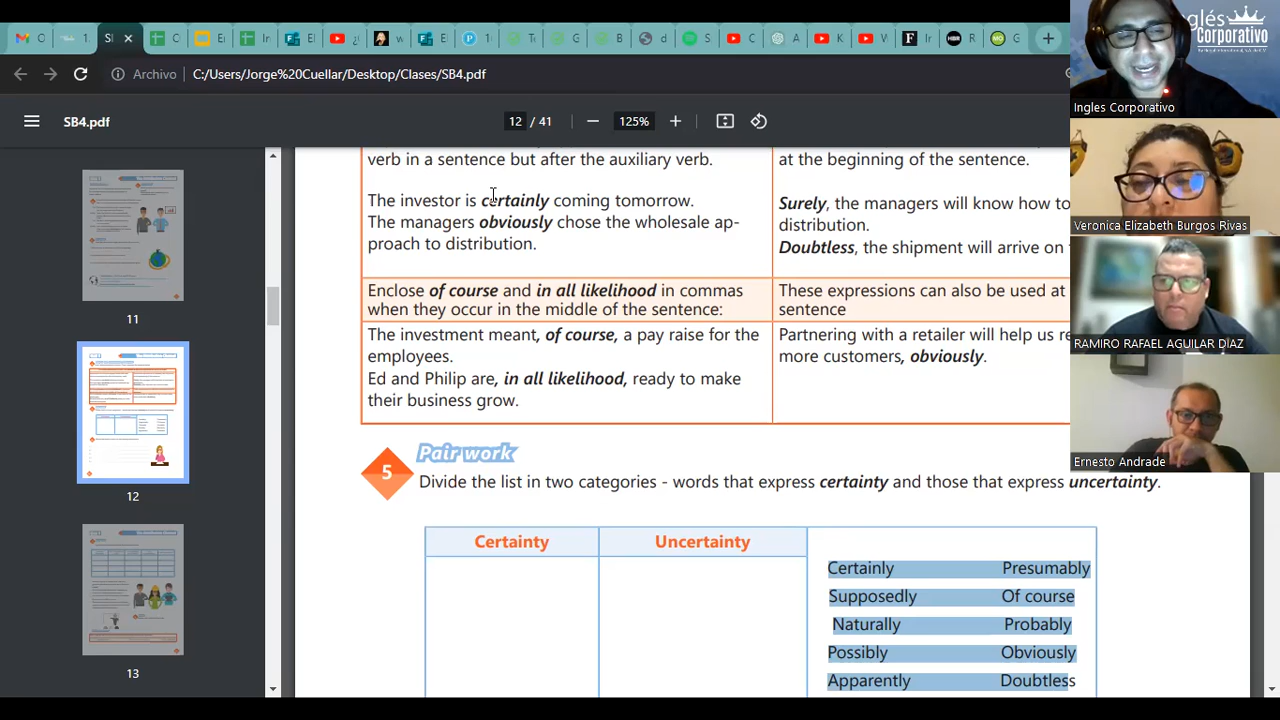 Archivo
C:/Users/Jorge%20Cuellar/Desktop/Clases/SB4.pdf
SB4.pdf
12 / 41
125%
11
12
13
verb in a sentence but after the auxiliary verb.
The investor is certainly coming tomorrow.
The managers obviously chose the wholesale ap-
proach to distribution.
at the beginning of the sentence.
Surely, the managers will know how to
distribution.
Doubtless, the shipment will arrive on
Enclose of course and in all likelihood in commas
when they occur in the middle of the sentence:
These expressions can also be used at
sentence
The investment meant, of course, a pay raise for the
employees.
Ed and Philip are, in all likelihood, ready to make
their business grow.
Partnering with a retailer will help us re
more customers, obviously.
5
Pair work
Divide the list in two categories - words that express certainty and those that express uncertainty.
Certainty Uncertainty
Certainly Presumably
Supposedly Of course
Naturally Probably
Possibly Obviously
Apparently Doubtless
nglés
Corporativo
Ingles Corporativo
Veronica Elizabeth Burgos Rivas
RAMIRO RAFAEL AGUILAR DIAZ
Ernesto Andrade